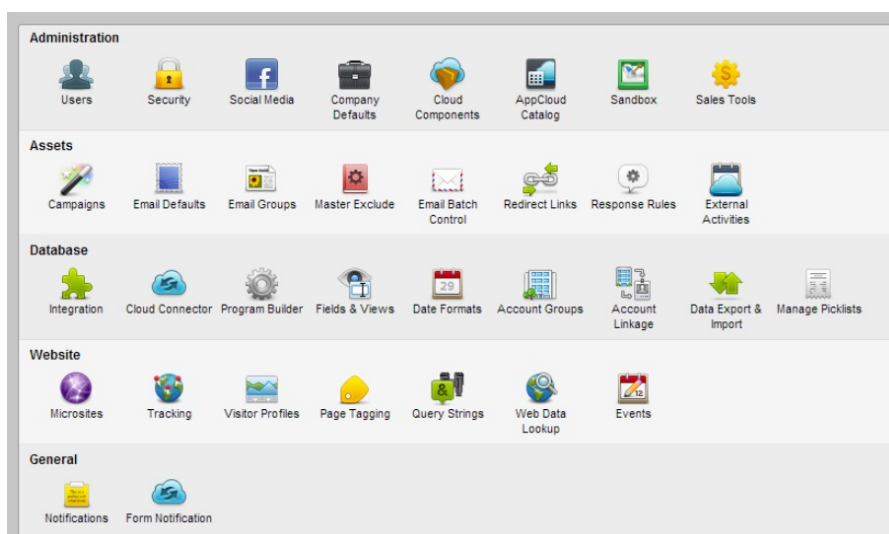 Administration
Users
Security
Social Media
Company
Defaults
Cloud
Components
AppCloud
Catalog
Sandbox
Sales Tools
Assets
Campaigns
Email Defaults
Email Groups
Master Exclude
Email Batch
Control
Redirect Links
Response Rules
External
Activities
Database
Integration
Cloud Connector
Program Builder
Fields & Views
29
Date Formats
Account Groups
Account
Linkage
Data Export &
Import
Manage Picklists
Website
Microsites
Tracking
Visitor Profiles
Page Tagging
&
Query Strings
Web Data
Lookup
12
Events
General
Notifications
Form Notification